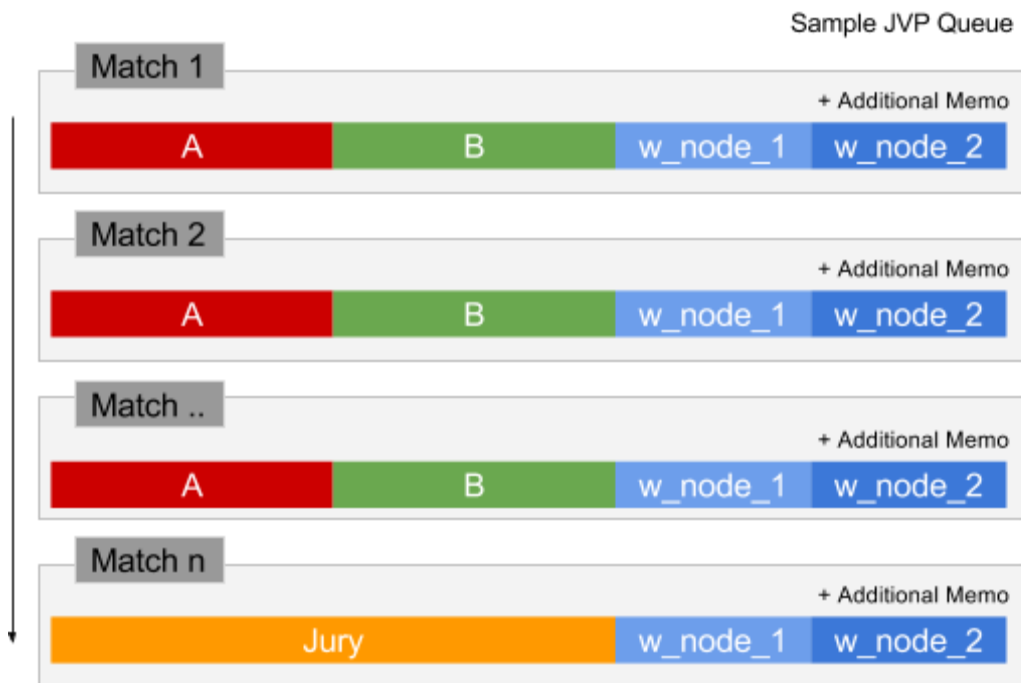 Sample JVP Queue
Match 1
+ Additional Memo
A B w_node_1 w_node_2
Match 2
+ Additional Memo
A B w_node_1 w_node_2
Match ..
+ Additional Memo
A B w_node_1 w_node_2
Match n
+ Additional Memo
Jury w_node_1 w_node_2